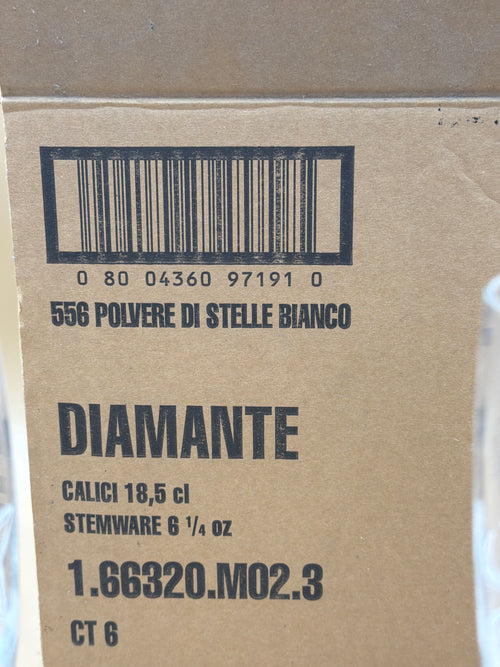 0 80 04360 97191 0
556 POLVERE DI STELLE BIANCO
DIAMANTE
CALICI 18,5 cl
STEMWARE 6 1/4 oz
1.66320.M02.3
CT 6